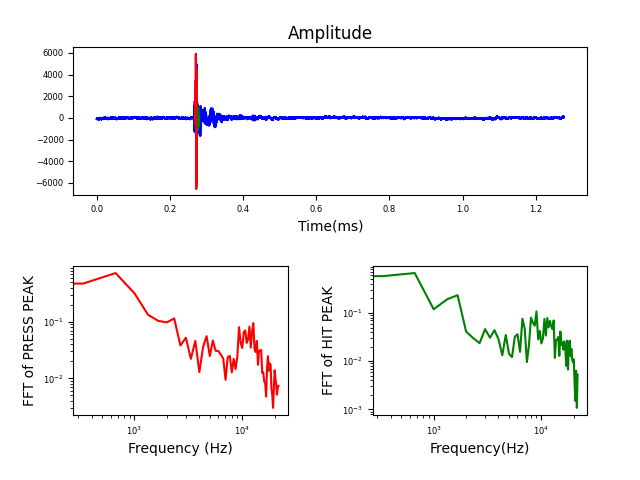 Amplitude
6000
4000
2000
0
−2000
−4000
−6000
0.0 0.2 0.4 0.6 0.8 1.0 1.2
Time(ms)
FFT of PRESS PEAK
10⁻¹
10⁻²
10³ 10⁴
Frequency (Hz)
FFT of HIT PEAK
10⁻¹
10⁻²
10⁻³
10³ 10⁴
Frequency(Hz)